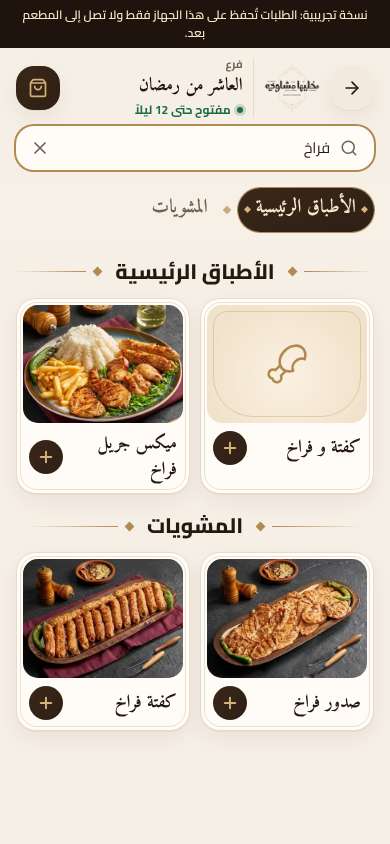 نسخة تجريبية: الطلبات تُحفظ على هذا الجهاز فقط ولا تصل إلى المطعم
بعد.
فرع
العاشر من رمضان
مفتوح حتى 12 ليلاً
فراخ
الأطباق الرئيسية
المشويات
الأطباق الرئيسية
كفتة و فراخ
ميكس جريل
فراخ
المشويات
صدور فراخ
كفتة فراخ